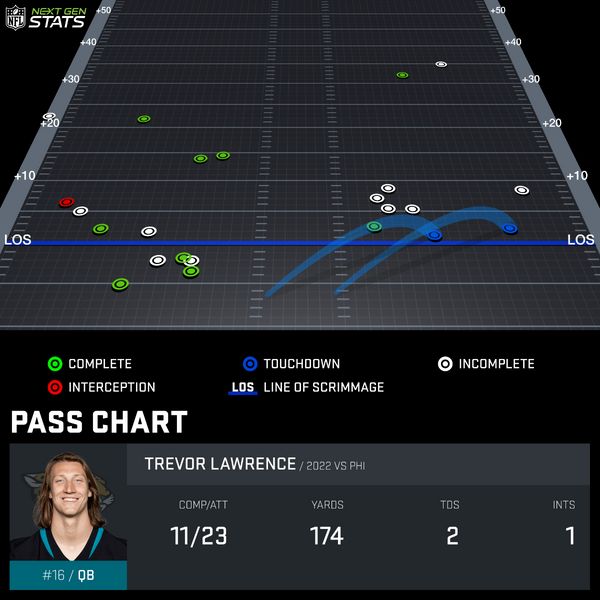 NFL NEXT GEN STATS
+50 +50
+40 +40
+30 +30
+20 +20
+10 +10
LOS LOS
COMPLETE TOUCHDOWN INCOMPLETE
INTERCEPTION LOS LINE OF SCRIMMAGE
PASS CHART
TREVOR LAWRENCE / 2022 VS PHI
COMP/ATT YARDS TDS INTS
11/23 174 2 1
#16 / QB